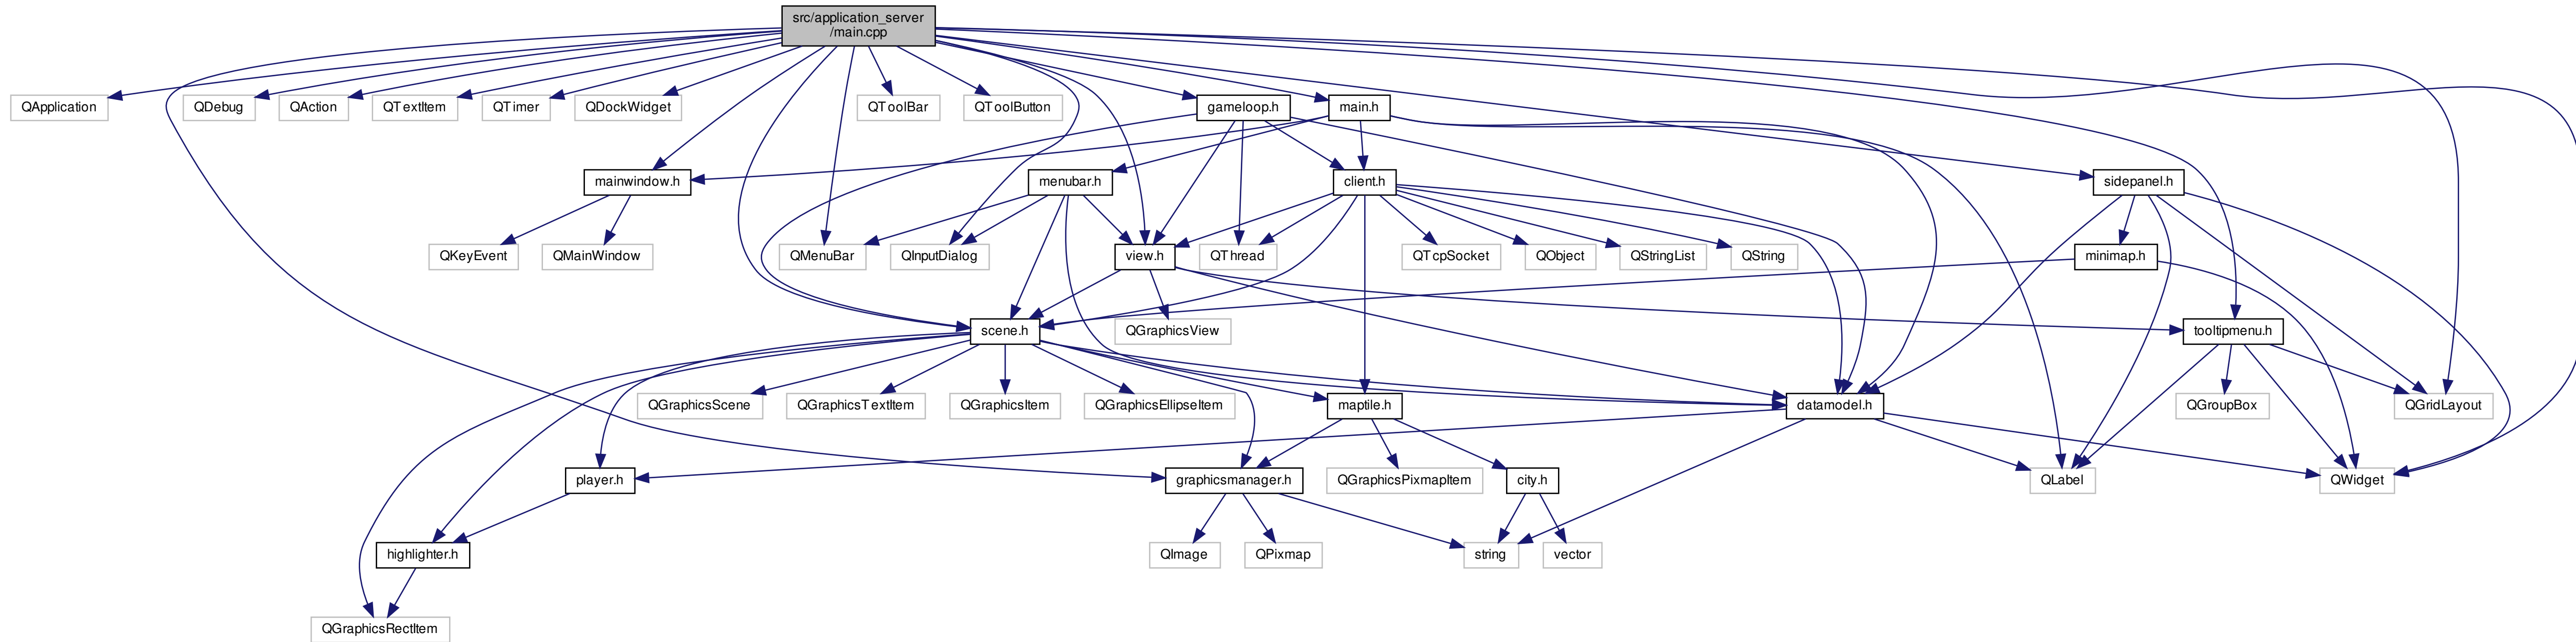 src/application_server
/main.cpp
QApplication
QDebug
QAction
QTextItem
QTimer
QDockWidget
QToolBar
QToolButton
gameloop.h
main.h
mainwindow.h
menubar.h
client.h
sidepanel.h
QKeyEvent
QMainWindow
QMenuBar
QInputDialog
view.h
QThread
QTcpSocket
QObject
QStringList
QString
minimap.h
scene.h
QGraphicsView
tooltipmenu.h
QGraphicsScene
QGraphicsTextItem
QGraphicsItem
QGraphicsEllipseItem
maptile.h
datamodel.h
QGroupBox
QGridLayout
player.h
graphicsmanager.h
QGraphicsPixmapItem
city.h
QLabel
QWidget
highlighter.h
QImage
QPixmap
string
vector
QGraphicsRectItem